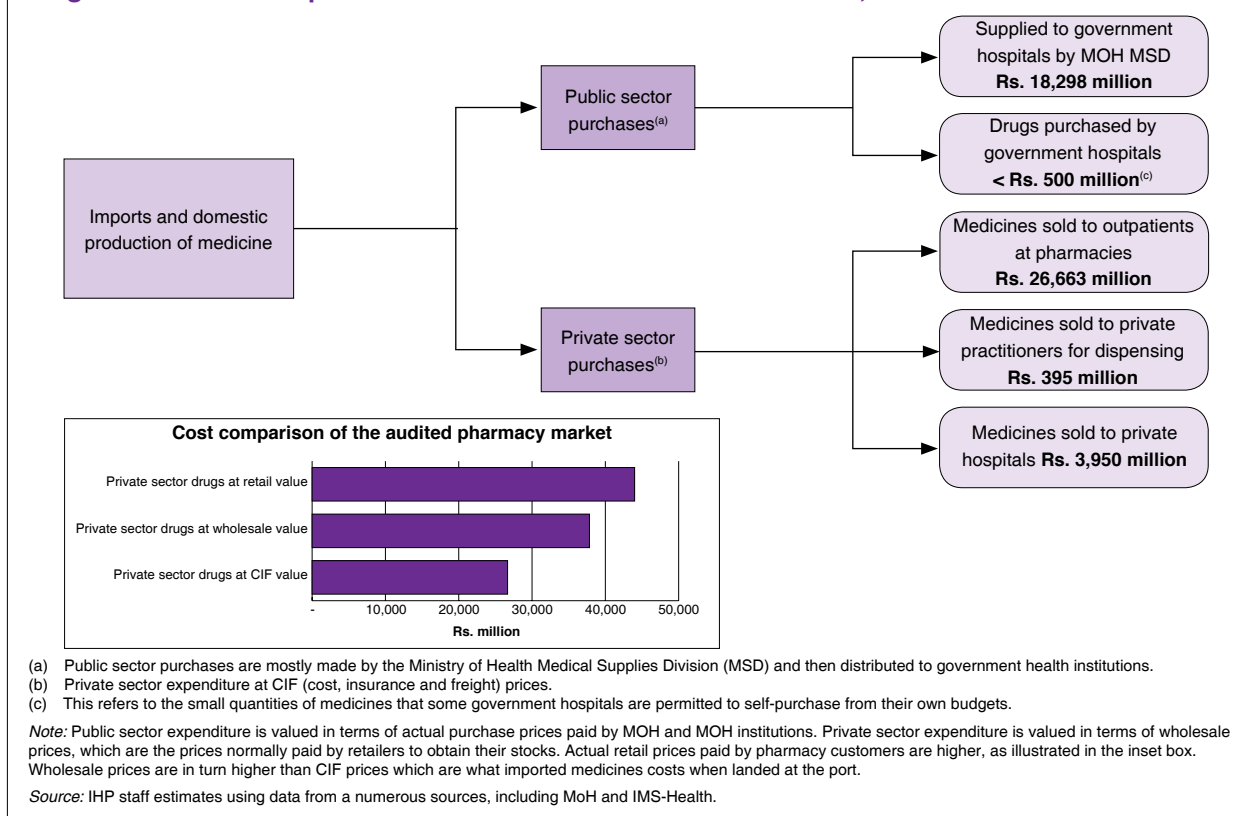 Supplied to government
hospitals by MOH MSD
Rs. 18,298 million
Public sector
purchases(a)
Drugs purchased by
government hospitals
< Rs. 500 million(c)
Imports and domestic
production of medicine
Medicines sold to outpatients
at pharmacies
Rs. 26,663 million
Private sector
purchases(b)
Medicines sold to private
practitioners for dispensing
Rs. 395 million
Medicines sold to private
hospitals Rs. 3,950 million
Cost comparison of the audited pharmacy market
Private sector drugs at retail value
Private sector drugs at wholesale value
Private sector drugs at CIF value
- 10,000 20,000 30,000 40,000 50,000
Rs. million
(a) Public sector purchases are mostly made by the Ministry of Health Medical Supplies Division (MSD) and then distributed to government health institutions.
(b) Private sector expenditure at CIF (cost, insurance and freight) prices.
(c) This refers to the small quantities of medicines that some government hospitals are permitted to self-purchase from their own budgets.
Note: Public sector expenditure is valued in terms of actual purchase prices paid by MOH and MOH institutions. Private sector expenditure is valued in terms of wholesale
prices, which are the prices normally paid by retailers to obtain their stocks. Actual retail prices paid by pharmacy customers are higher, as illustrated in the inset box.
Wholesale prices are in turn higher than CIF prices which are what imported medicines costs when landed at the port.
Source: IHP staff estimates using data from a numerous sources, including MoH and IMS-Health.